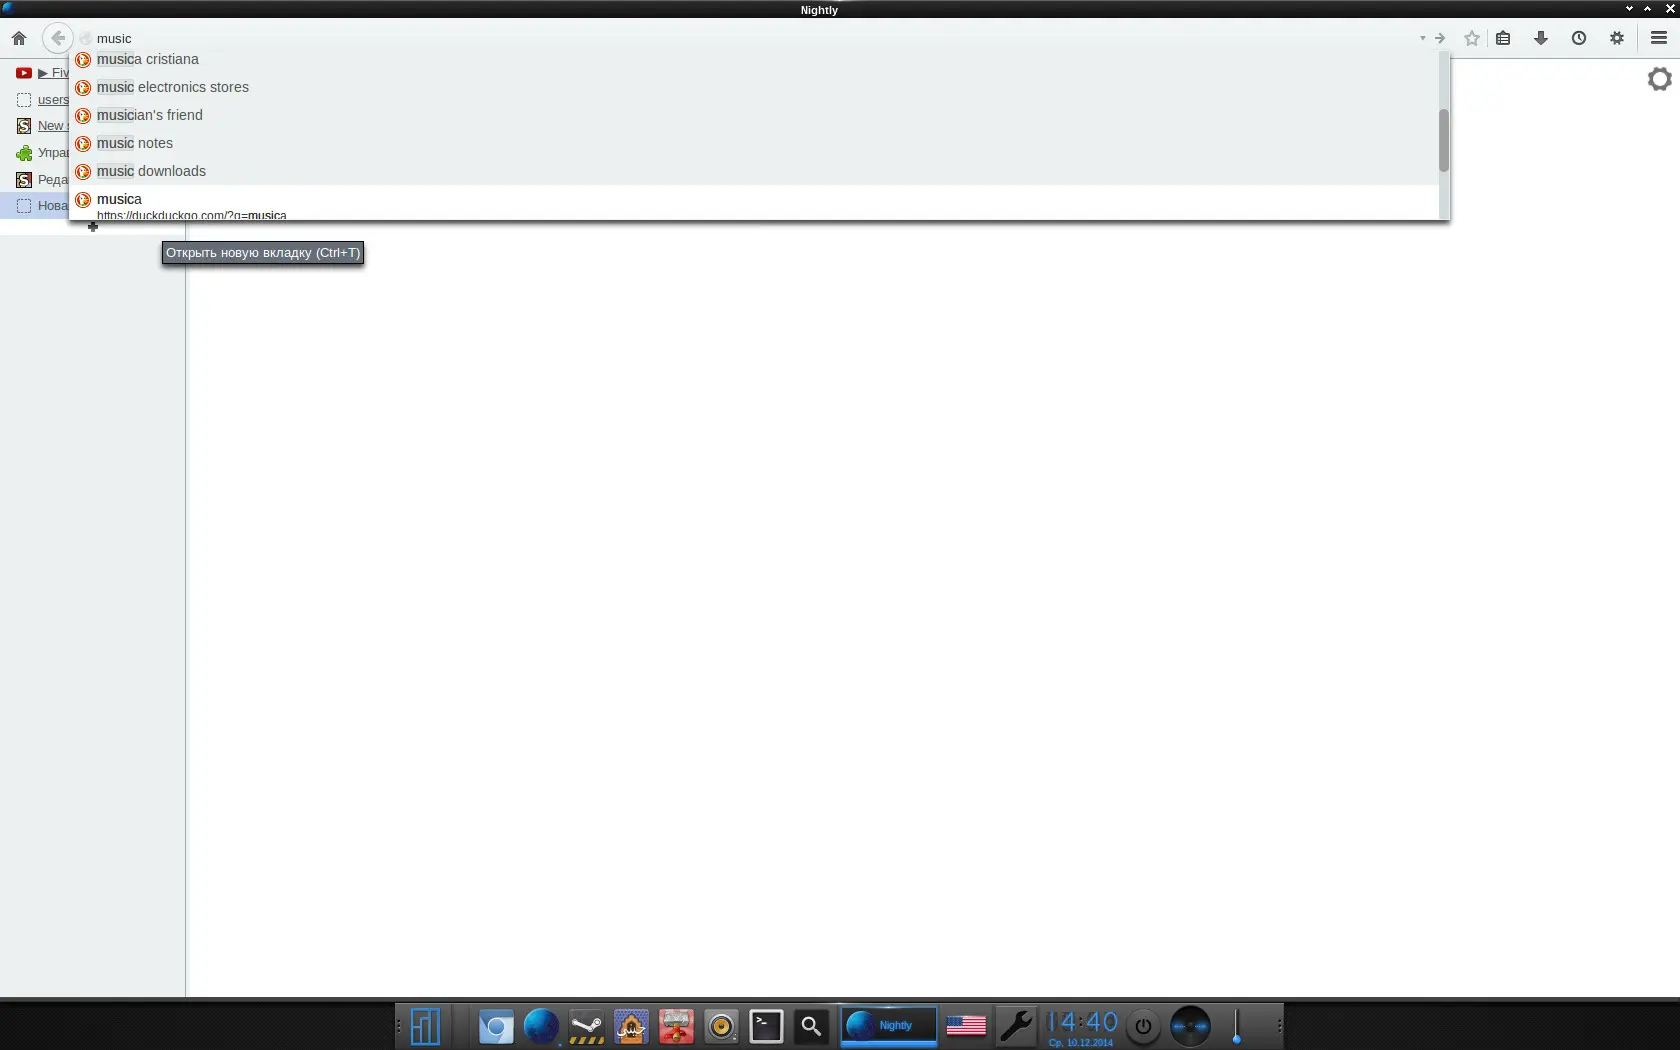 Nightly
music
musica cristiana
music electronics stores
musician's friend
music notes
music downloads
musica
https://duckduckgo.com/?q=musica
▶ Fiv
users
New s
Управ
Реда
Нова
Открыть новую вкладку (Ctrl+T)
Nightly
14:40
Ср, 10.12.2014